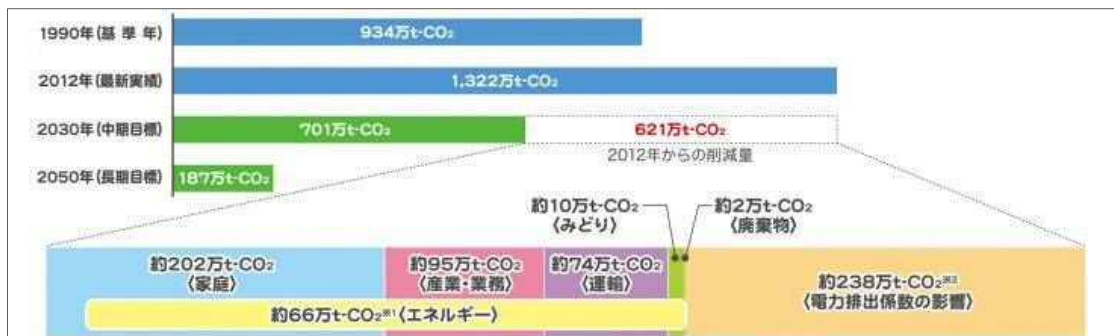 1990年(基準年)
934万t-CO₂
2012年(最新実績)
1,322万t-CO₂
2030年(中期目標)
701万t-CO₂
621万t-CO₂
2012年からの削減量
2050年(長期目標)
187万t-CO₂
約10万t-CO₂
〈みどり〉
約2万t-CO₂
〈廃棄物〉
約202万t-CO₂
〈家庭〉
約95万t-CO₂
〈産業・業務〉
約74万t-CO₂
〈運輸〉
約238万t-CO₂※2
〈電力排出係数の影響〉
約66万t-CO₂※1〈エネルギー〉